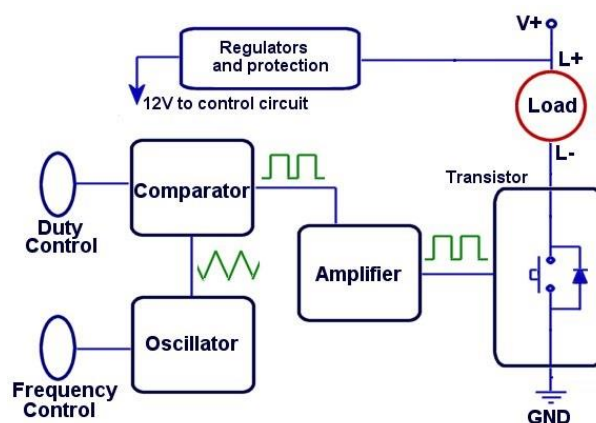 V+
Regulators
and protection
L+
12V to control circuit
Load
L-
Transistor
Comparator
Duty
Control
Amplifier
Oscillator
Frequency
Control
GND